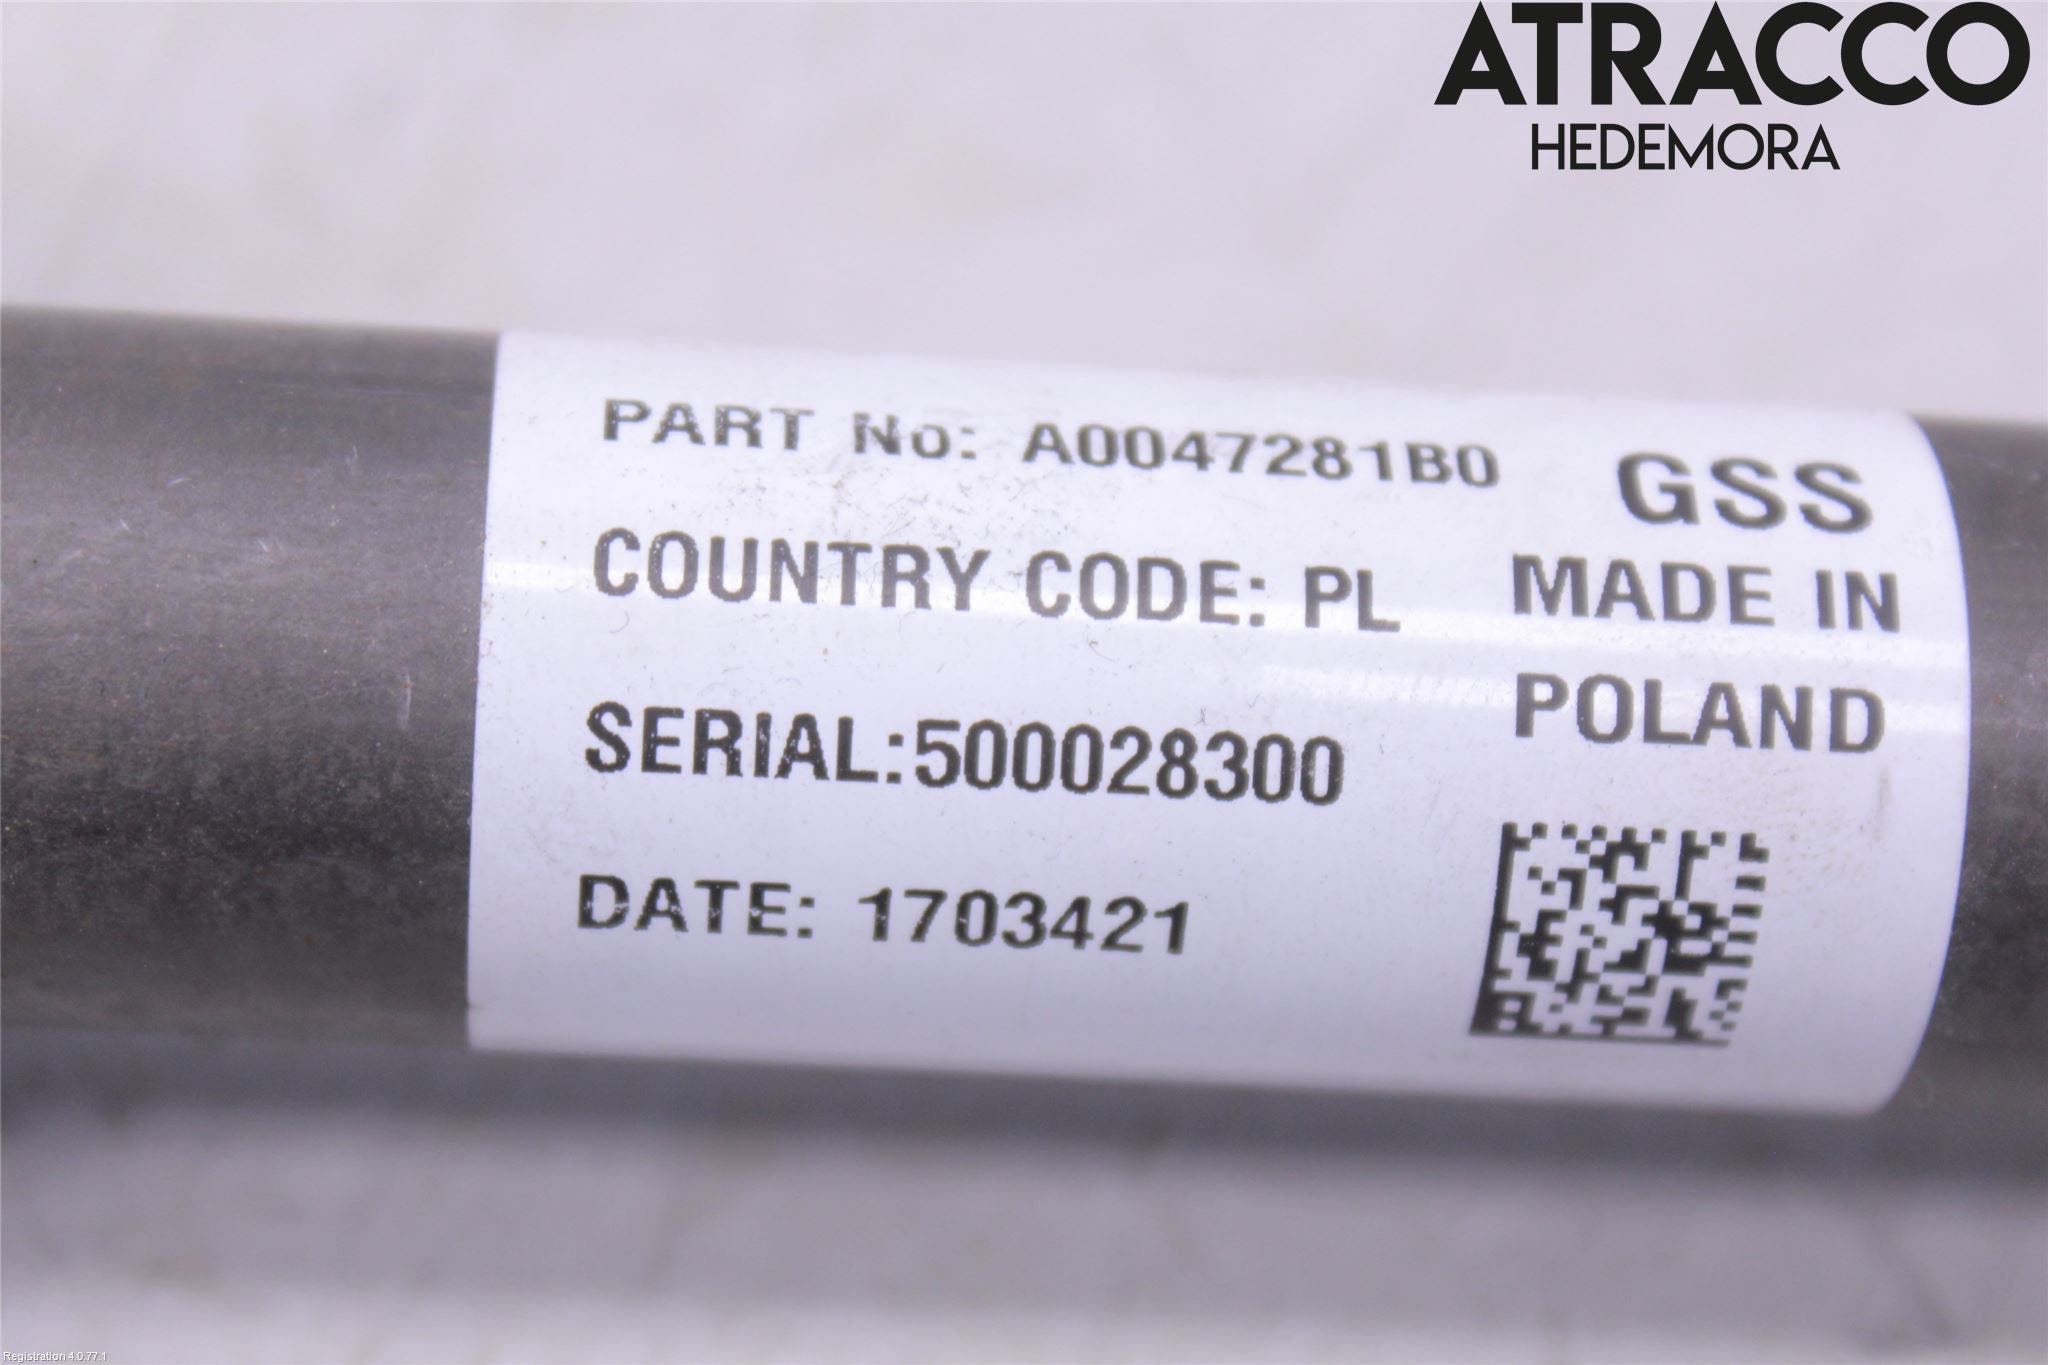 ATRACCO
HEDEMORA
PART No: A0047281B0
GSS
COUNTRY CODE: PL
MADE IN
POLAND
SERIAL:500028300
DATE: 1703421
Registration 4.0.77.1